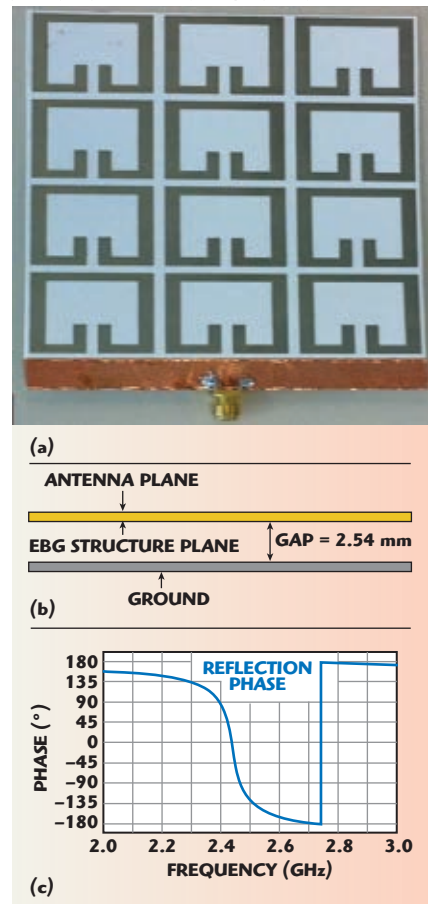 (a)
ANTENNA PLANE
EBG STRUCTURE PLANE
GAP = 2.54 mm
GROUND
(b)
REFLECTION
PHASE
PHASE (°)
180
135
90
45
0
–45
–90
–135
–180
2.0 2.2 2.4 2.6 2.8 3.0
FREQUENCY (GHz)
(c)